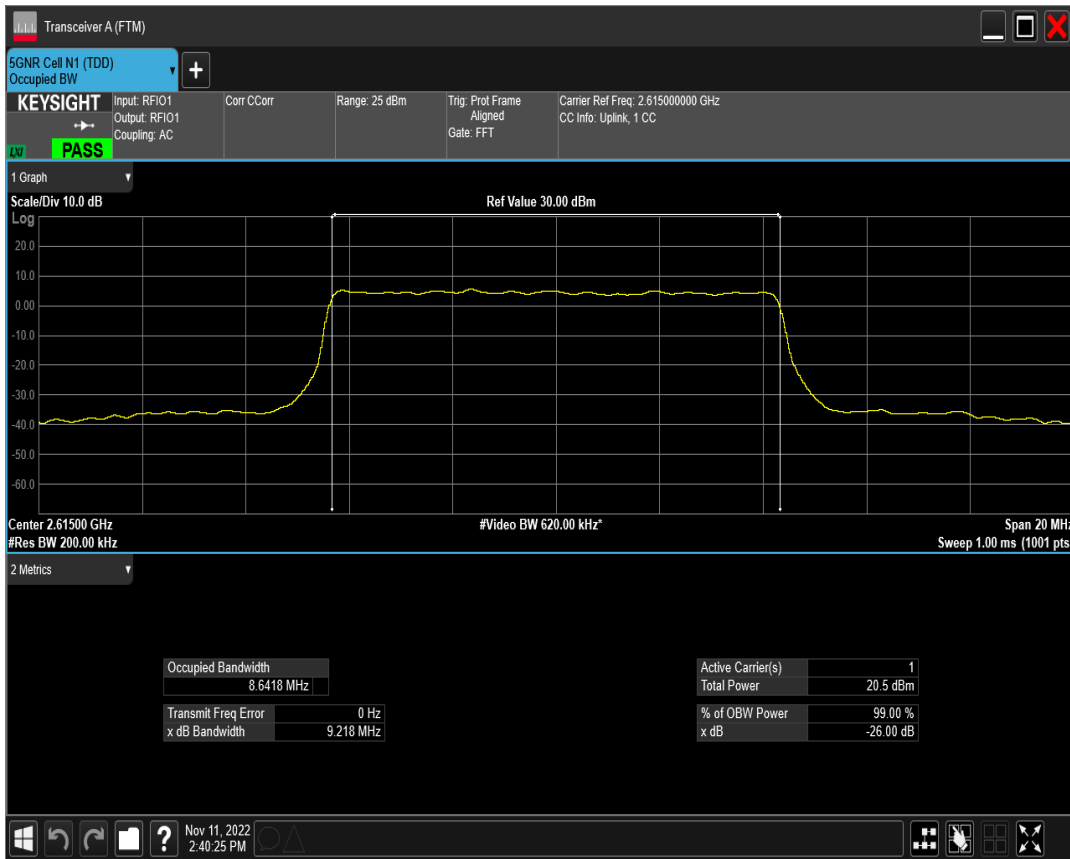 Transceiver A (FTM)
5GNR Cell N1 (TDD)
Occupied BW
KEYSIGHT
LXI
PASS
Input: RFIO1
Output: RFIO1
Coupling: AC
Corr CCorr
Range: 25 dBm
Trig: Prot Frame
Aligned
Gate: FFT
Carrier Ref Freq: 2.615000000 GHz
CC Info: Uplink, 1 CC
1 Graph
Scale/Div 10.0 dB
Ref Value 30.00 dBm
Log
20.0
10.0
0.00
-10.0
-20.0
-30.0
-40.0
-50.0
-60.0
Center 2.61500 GHz
#Video BW 620.00 kHz*
Span 20 MHz
#Res BW 200.00 kHz
Sweep 1.00 ms (1001 pts
2 Metrics
Occupied Bandwidth
8.6418 MHz
Transmit Freq Error 0 Hz
x dB Bandwidth 9.218 MHz
Active Carrier(s) 1
Total Power 20.5 dBm
% of OBW Power 99.00 %
x dB -26.00 dB
?
Nov 11, 2022
2:40:25 PM